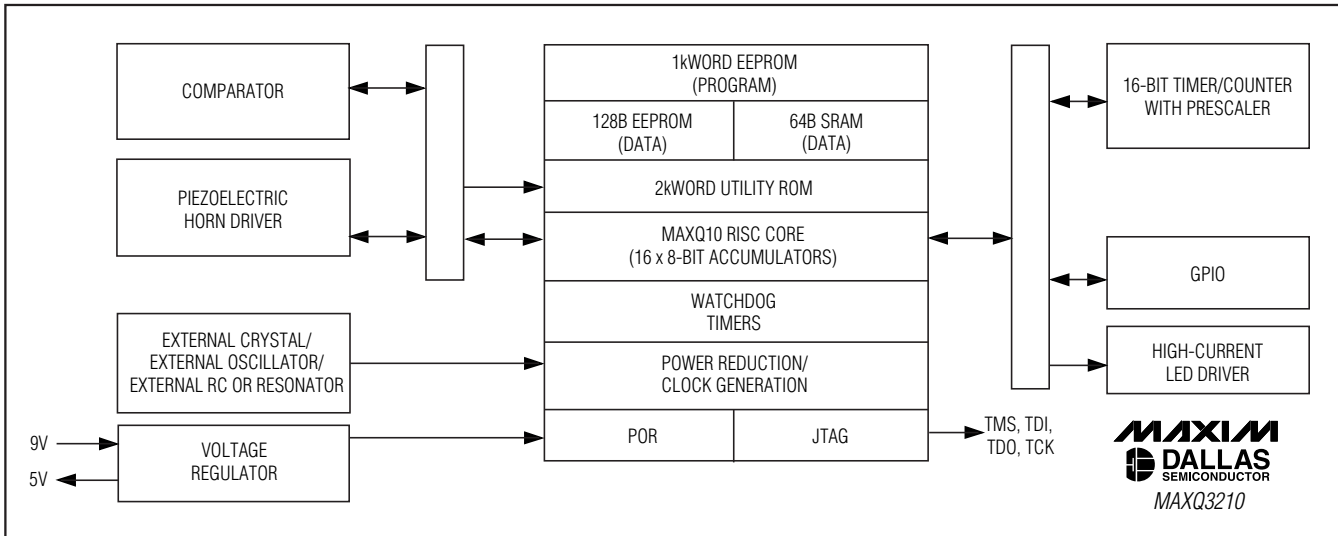 COMPARATOR
PIEZOELECTRIC
HORN DRIVER
EXTERNAL CRYSTAL/
EXTERNAL OSCILLATOR/
EXTERNAL RC OR RESONATOR
9V
5V
VOLTAGE
REGULATOR
1kWORD EEPROM
(PROGRAM)
128B EEPROM
(DATA)
64B SRAM
(DATA)
2kWORD UTILITY ROM
MAXQ10 RISC CORE
(16 x 8-BIT ACCUMULATORS)
WATCHDOG
TIMERS
POWER REDUCTION/
CLOCK GENERATION
POR
JTAG
TMS, TDI,
TDO, TCK
16-BIT TIMER/COUNTER
WITH PRESCALER
GPIO
HIGH-CURRENT
LED DRIVER
MAXIM
DALLAS
SEMICONDUCTOR
MAXQ3210